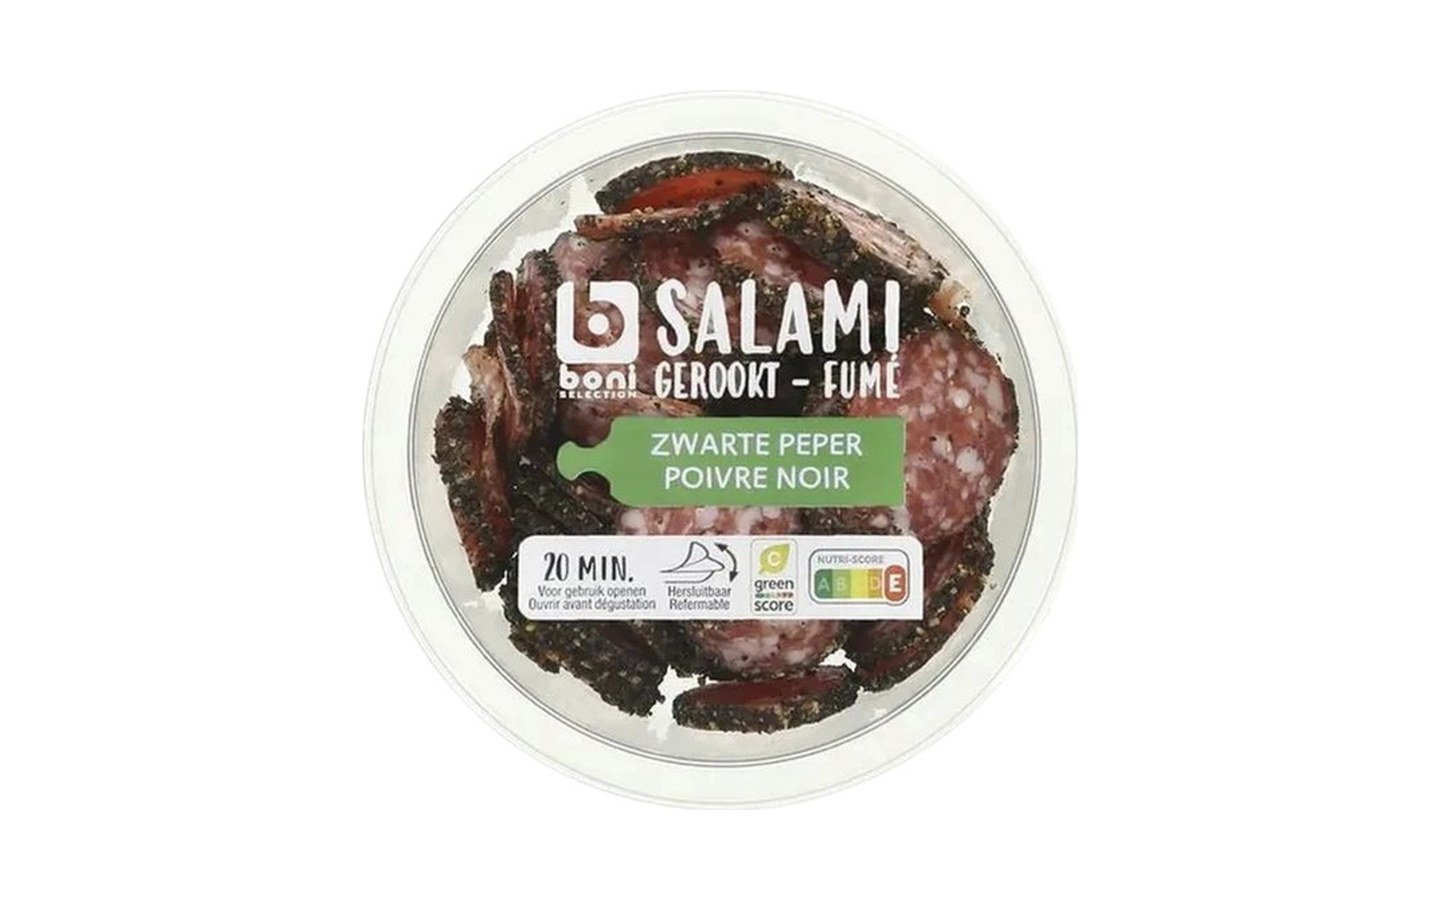 SALAMI
boni
SELECTION
GEROOKT - FUMÉ
ZWARTE PEPER
POIVRE NOIR
20 MIN.
Voor gebruik openen
Ouvrir avant dégustation
Hersluitbaar
Refermable
C
green
score
NUTRI-SCORE
A B C D E